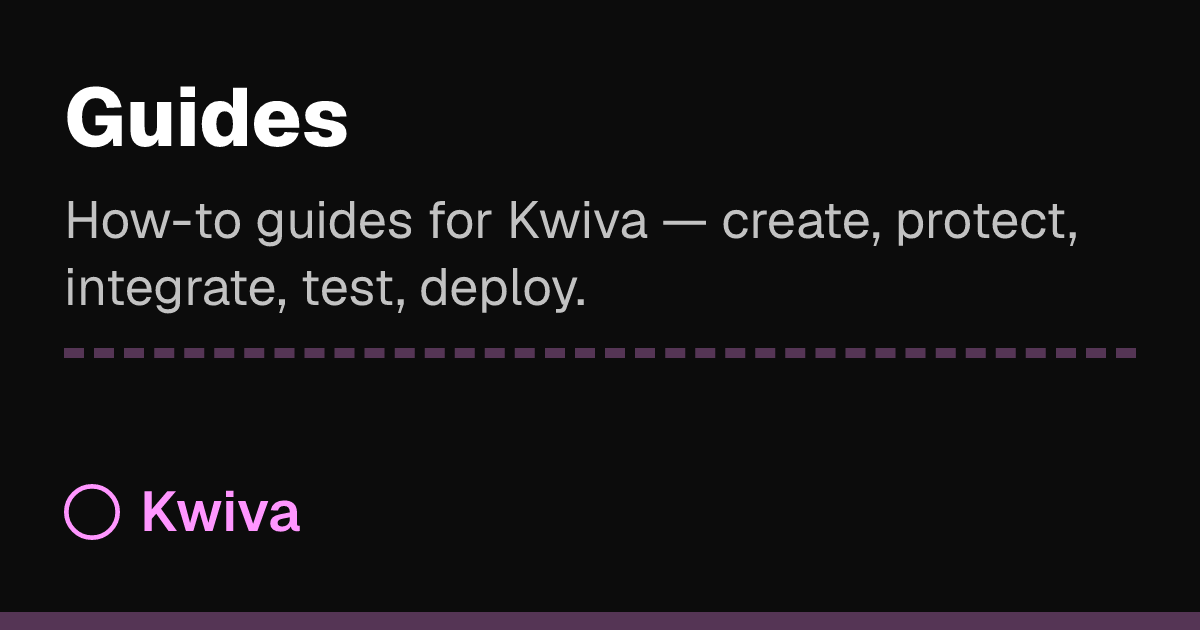 Guides
How-to guides for Kwiva — create, protect,
integrate, test, deploy.
Kwiva